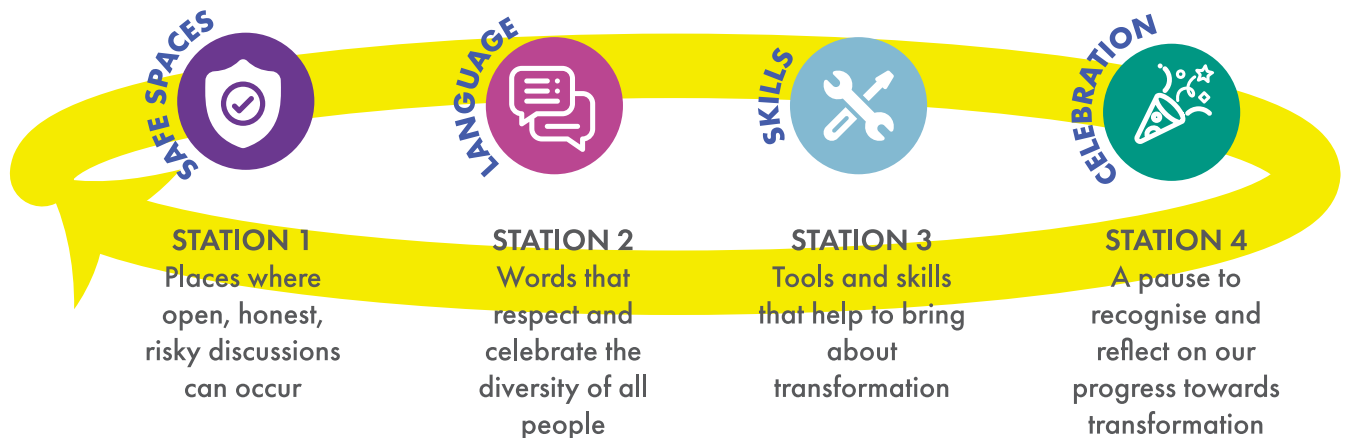 SAFE SPACES
LANGUAGE
SKILLS
CELEBRATION
STATION 1
Places where
open, honest,
risky discussions
can occur
STATION 2
Words that
respect and
celebrate the
diversity of all
people
STATION 3
Tools and skills
that help to bring
about
transformation
STATION 4
A pause to
recognise and
reflect on our
progress towards
transformation